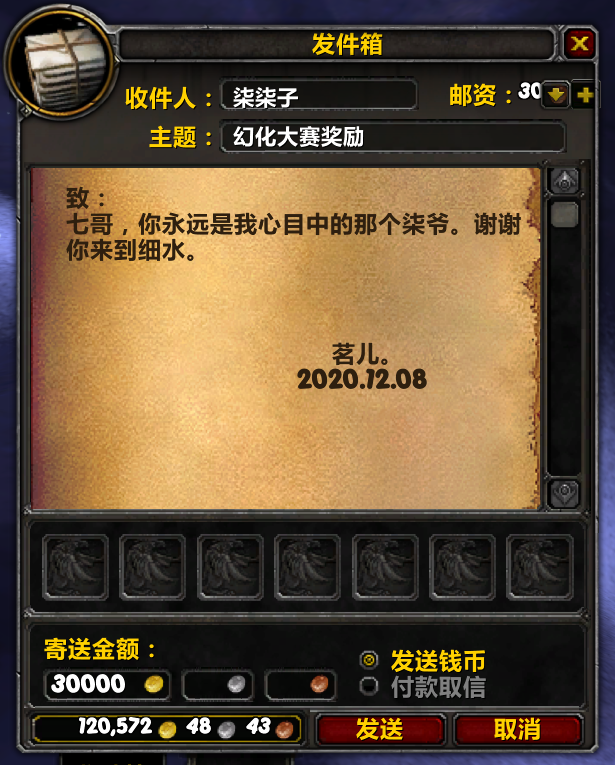 发件箱
收件人：柒柒子
邮资：30
主题：幻化大赛奖励
致：
七哥，你永远是我心目中的那个柒爷。谢谢
你来到细水。
茗儿。
2020.12.08
寄送金额：
30000
发送钱币
付款取信
120,572 48 43
发送 取消